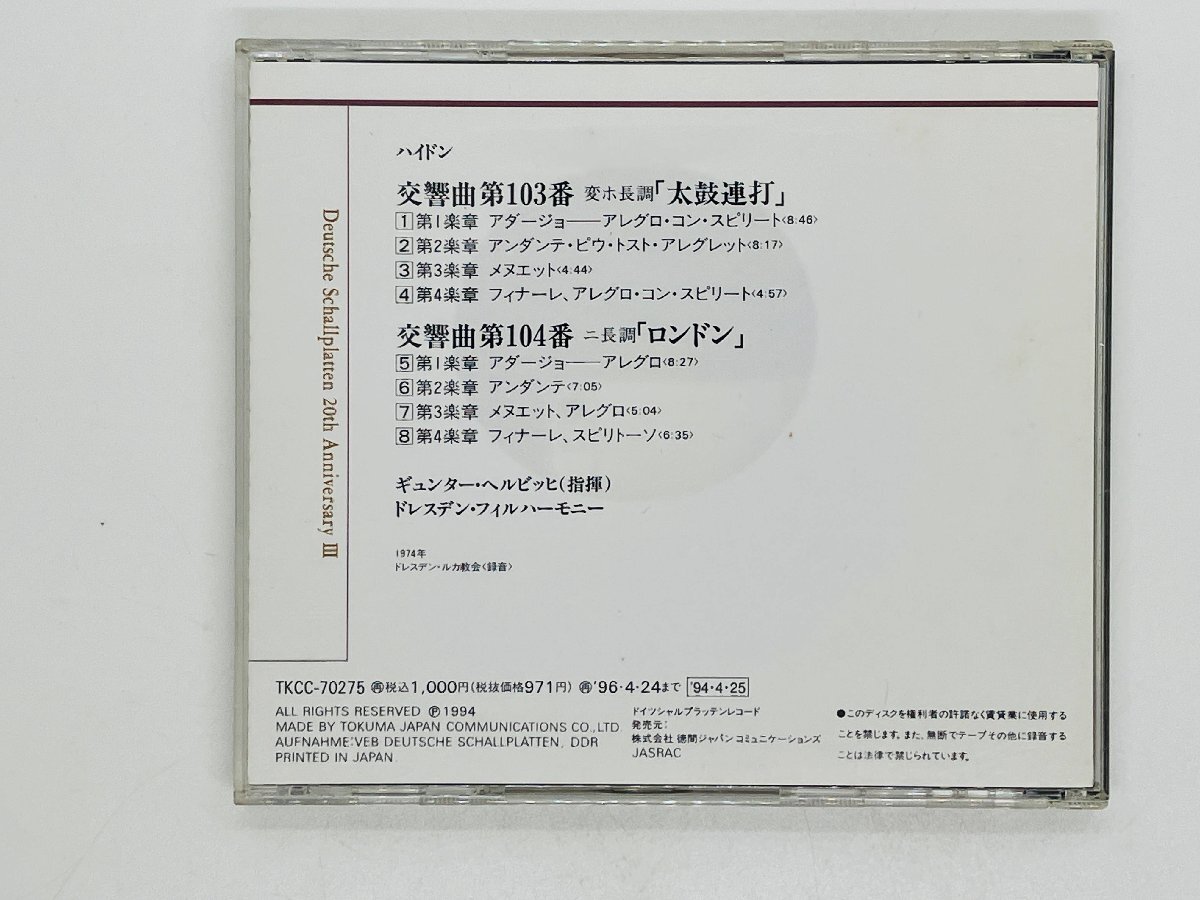 ハイドン
交響曲第103番 変ホ長調「太鼓連打」
1 第1楽章 アダージョ――アレグロ・コン・スピリート〈8:46〉
2 第2楽章 アンダンテ・ピウ・トスト・アレグレット〈8:17〉
3 第3楽章 メヌエット〈4:44〉
4 第4楽章 フィナーレ、アレグロ・コン・スピリート〈4:57〉
交響曲第104番 ニ長調「ロンドン」
5 第1楽章 アダージョ――アレグロ〈8:27〉
6 第2楽章 アンダンテ〈7:05〉
7 第3楽章 メヌエット、アレグロ〈5:04〉
8 第4楽章 フィナーレ、スピリトーソ〈6:35〉
ギュンター・ヘルビッヒ(指揮)
ドレスデン・フィルハーモニー
1974年
ドレスデン・ルカ教会〈録音〉
Deutsche Schallplatten 20th Anniversary III
TKCC-70275 ㊢税込1,000円(税抜価格971円) ㊢'96・4・24まで '94・4・25
ALL RIGHTS RESERVED ℗1994
MADE BY TOKUMA JAPAN COMMUNICATIONS CO.,LTD
AUFNAHME:VEB DEUTSCHE SCHALLPLATTEN, DDR
PRINTED IN JAPAN
ドイツシャルプラッテンレコード
発売元:
株式会社 徳間ジャパンコミュニケーションズ
JASRAC
●このディスクを権利者の許諾なく賃貸業に使用する
ことを禁じます。また、無断でテープその他に録音する
ことは法律で禁じられています。